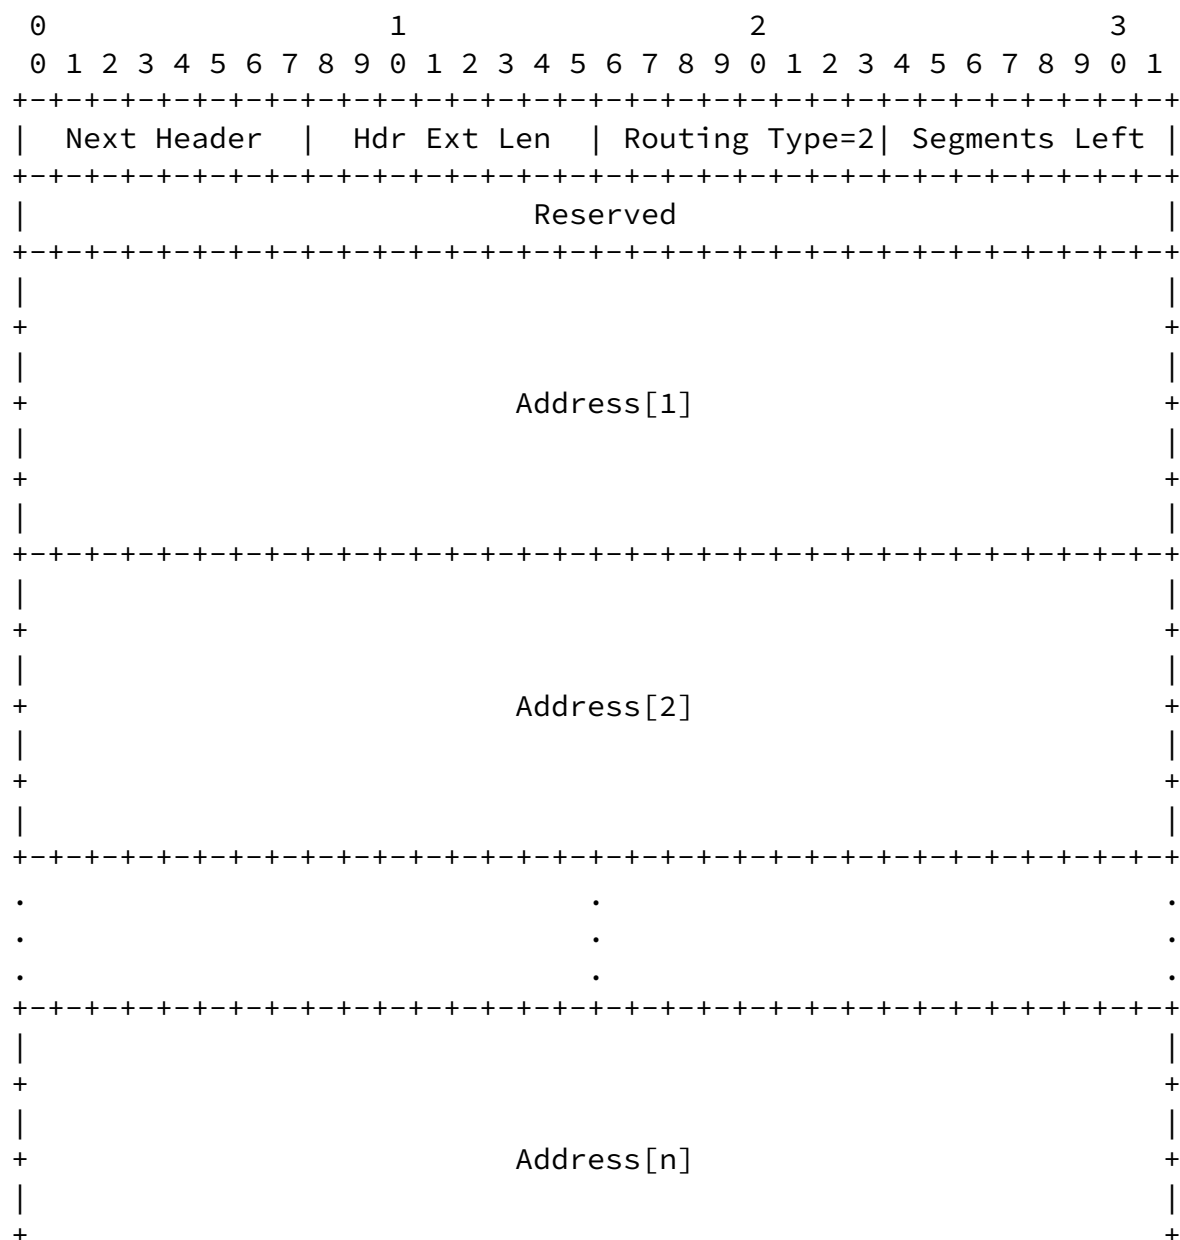 0                   1                   2                   3
 0 1 2 3 4 5 6 7 8 9 0 1 2 3 4 5 6 7 8 9 0 1 2 3 4 5 6 7 8 9 0 1
+-+-+-+-+-+-+-+-+-+-+-+-+-+-+-+-+-+-+-+-+-+-+-+-+-+-+-+-+-+-+-+-+
|  Next Header  |  Hdr Ext Len  | Routing Type=2| Segments Left |
+-+-+-+-+-+-+-+-+-+-+-+-+-+-+-+-+-+-+-+-+-+-+-+-+-+-+-+-+-+-+-+-+
|                            Reserved                           |
+-+-+-+-+-+-+-+-+-+-+-+-+-+-+-+-+-+-+-+-+-+-+-+-+-+-+-+-+-+-+-+-+
|                                                               |
+                                                               +
|                                                               |
+                           Address[1]                          +
|                                                               |
+                                                               +
|                                                               |
+-+-+-+-+-+-+-+-+-+-+-+-+-+-+-+-+-+-+-+-+-+-+-+-+-+-+-+-+-+-+-+-+
|                                                               |
+                                                               +
|                                                               |
+                           Address[2]                          +
|                                                               |
+                                                               +
|                                                               |
+-+-+-+-+-+-+-+-+-+-+-+-+-+-+-+-+-+-+-+-+-+-+-+-+-+-+-+-+-+-+-+-+
.                               .                               .
.                               .                               .
.                               .                               .
+-+-+-+-+-+-+-+-+-+-+-+-+-+-+-+-+-+-+-+-+-+-+-+-+-+-+-+-+-+-+-+-+
|                                                               |
+                                                               +
|                                                               |
+                           Address[n]                          +
|                                                               |
+                                                               +